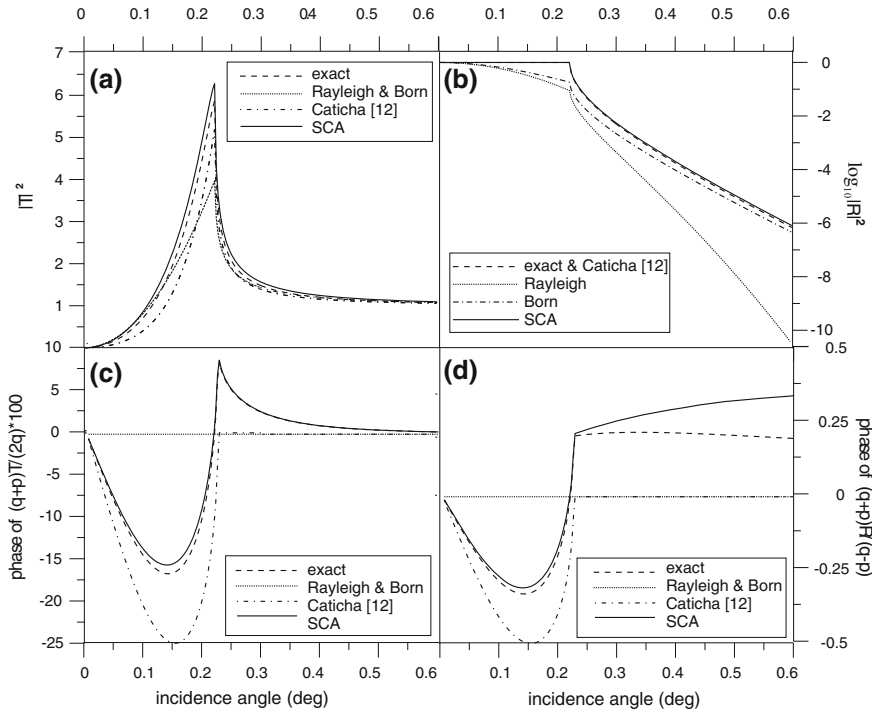 0 0.1 0.2 0.3 0.4 0.5 0 0.1 0.2 0.3 0.4 0.5 0.6
7
6
5
4
3
2
1
|T|²
(a)
exact
Rayleigh & Born
Caticha [12]
SCA
(b)
0
-2
-4
-6
-8
-10
log₁₀|R|²
exact & Caticha [12]
Rayleigh
Born
SCA
10
5
0
-5
-10
-15
-20
-25
phase of (q+p)T/(2q)*100
(c)
exact
Rayleigh & Born
Caticha [12]
SCA
(d)
0.5
0.25
0
-0.25
-0.5
phase of (q+p)R/(q-p)
exact
Rayleigh & Born
Caticha [12]
SCA
0 0.1 0.2 0.3 0.4 0.5 0.1 0.2 0.3 0.4 0.5 0.6
incidence angle (deg) incidence angle (deg)